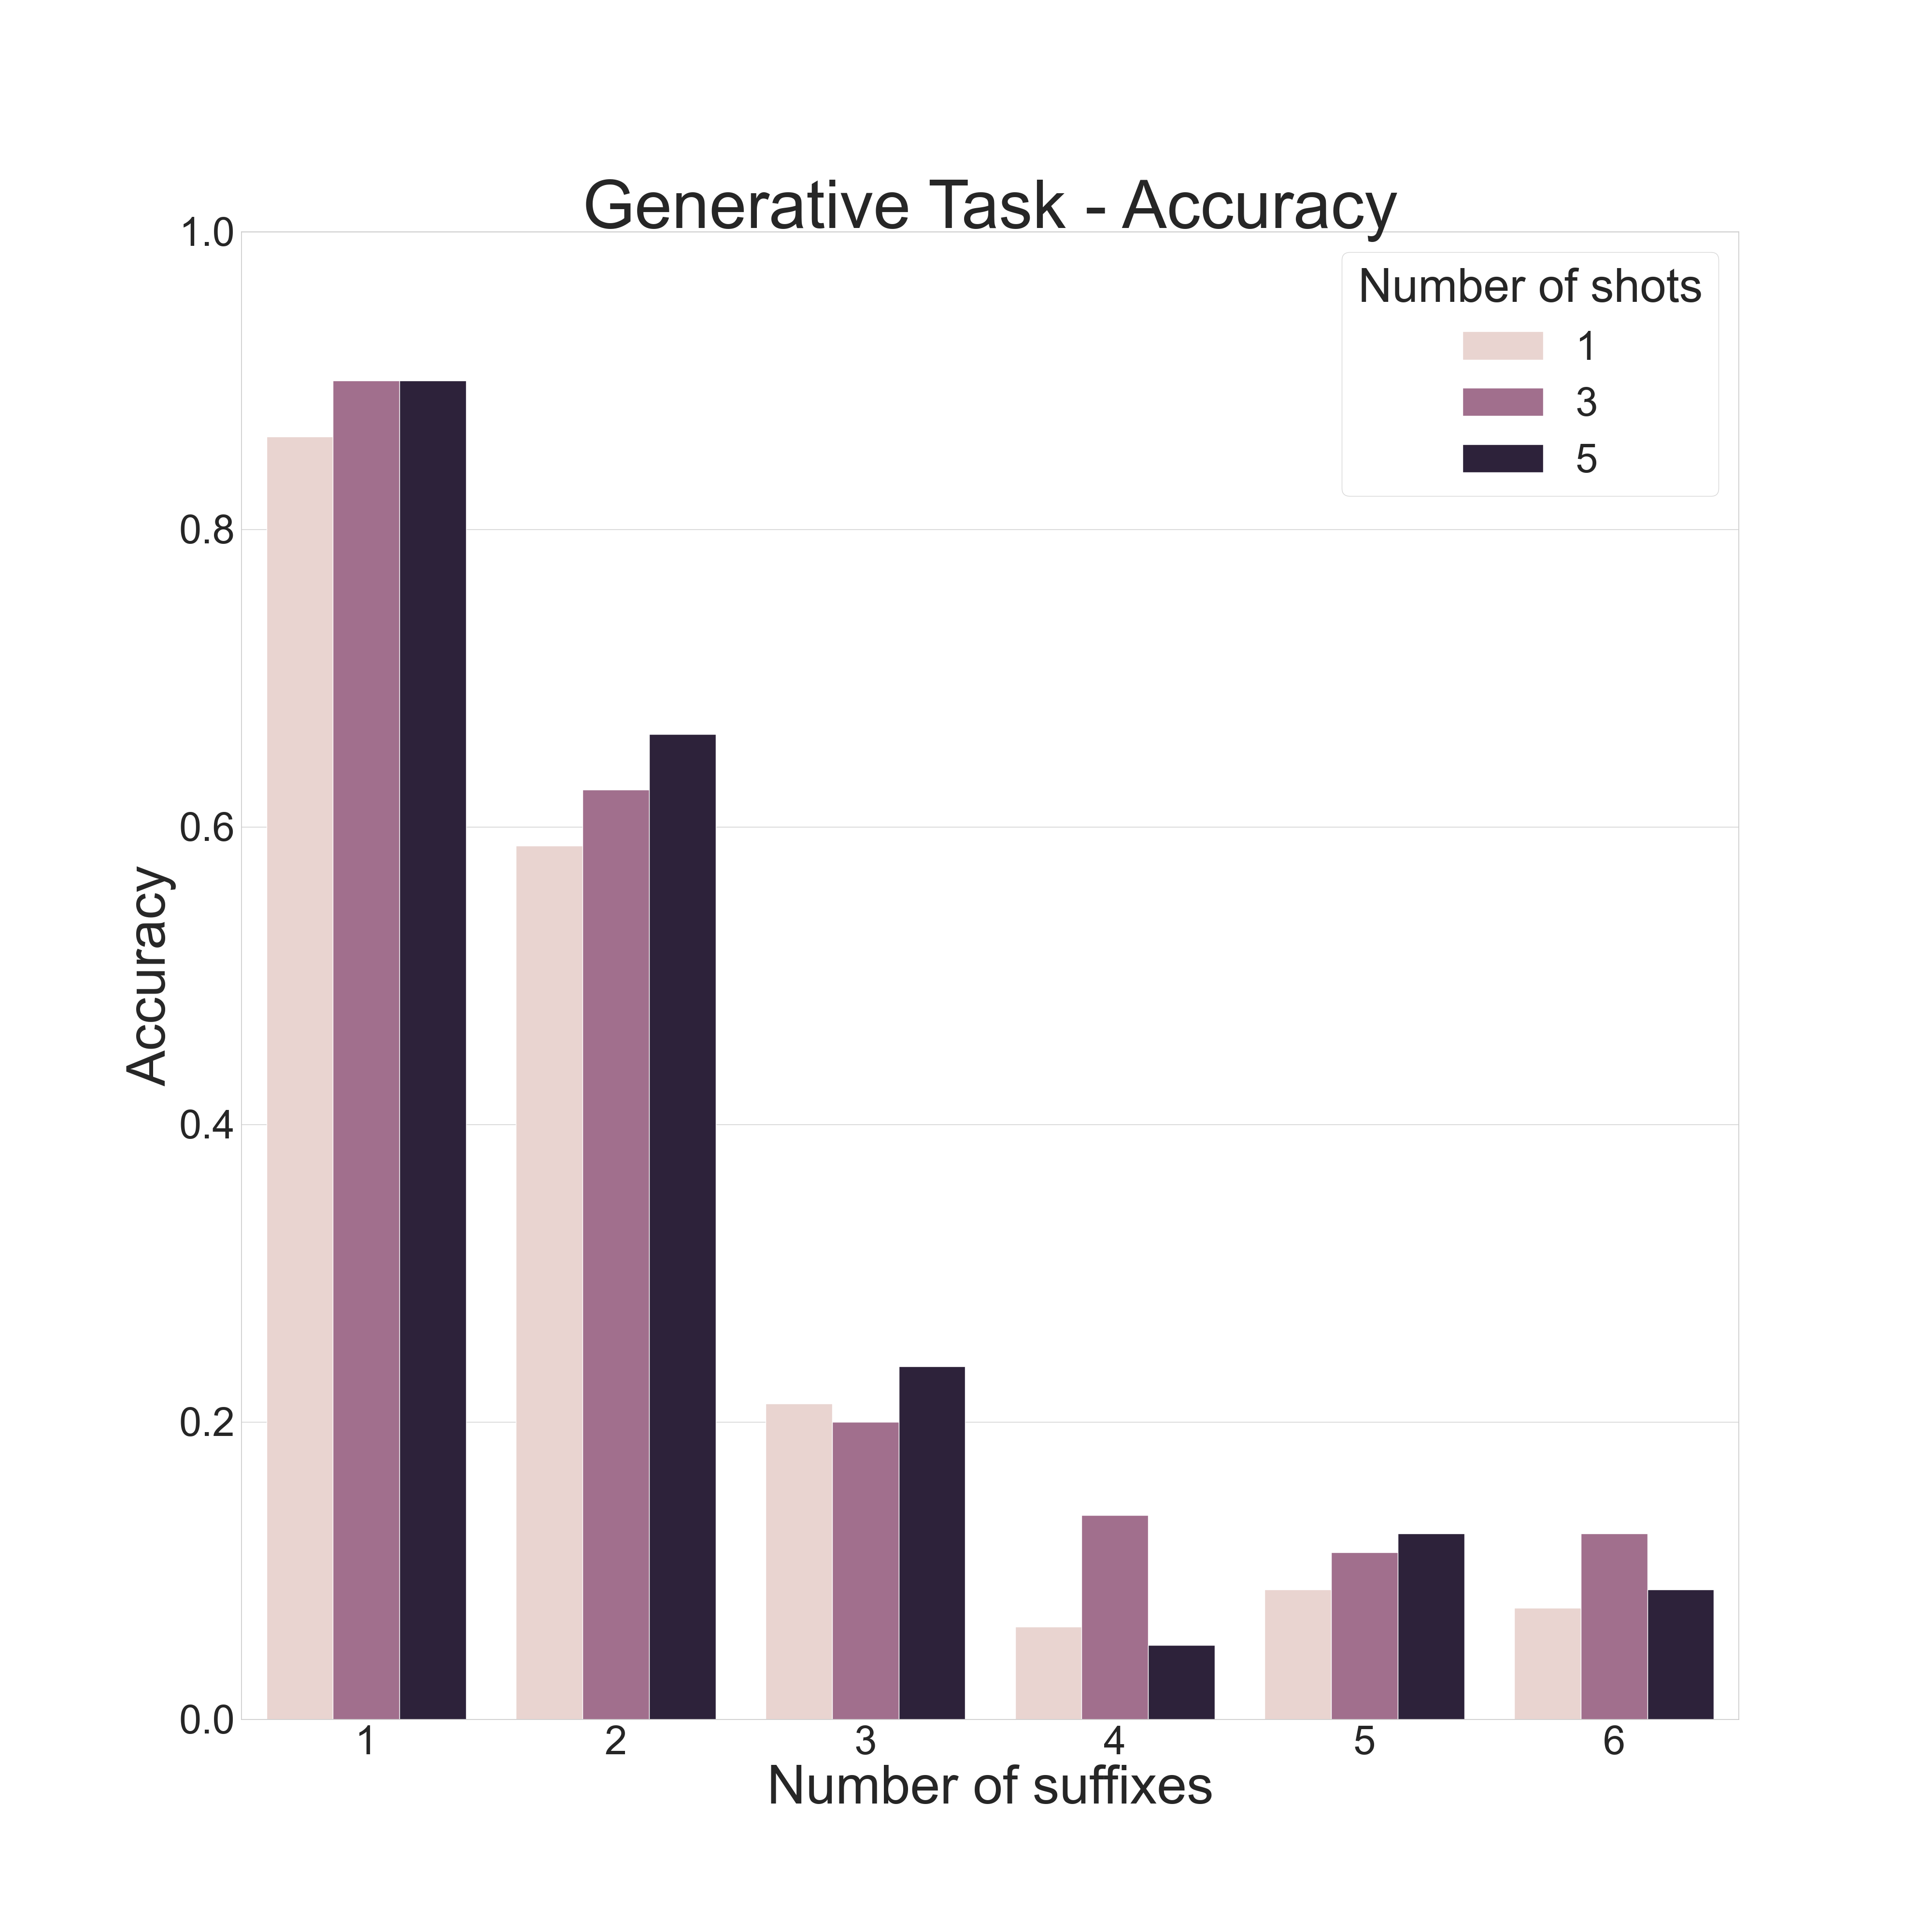 Generative Task - Accuracy
1.0
0.8
0.6
0.4
0.2
0.0
Accuracy
Number of shots
1
3
5
1 2 3 4 5 6
Number of suffixes